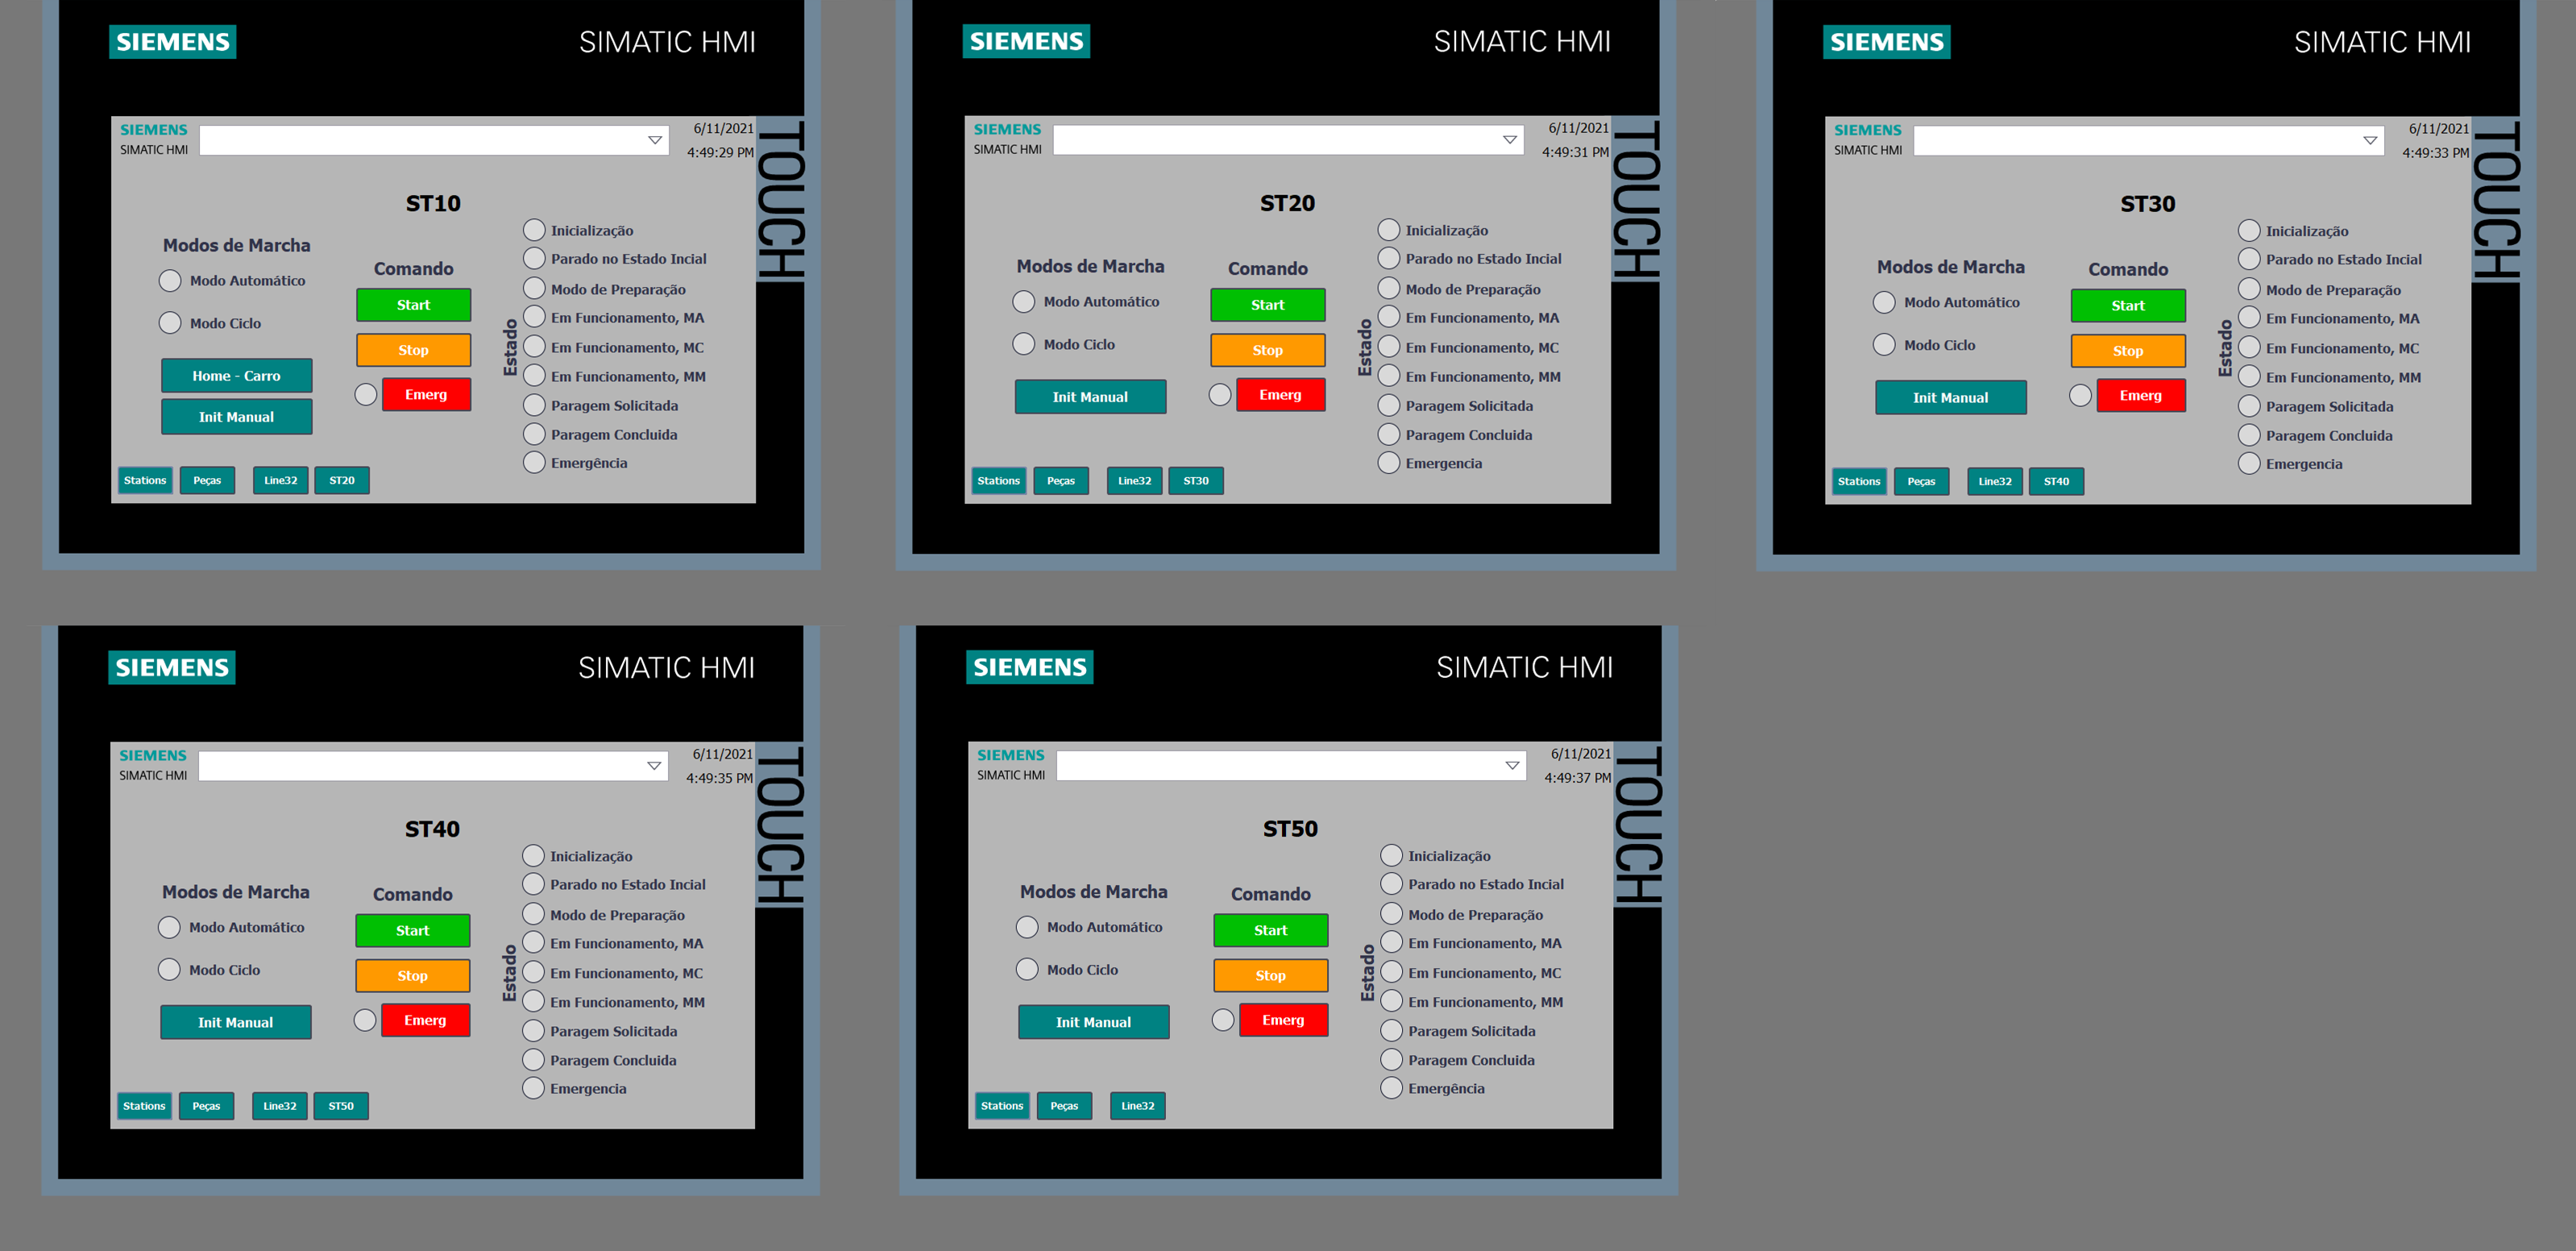 SIEMENS
SIMATIC HMI
SIEMENS
SIMATIC HMI
6/11/2021
4:49:29 PM
TOUCH
ST10
Modos de Marcha
Modo Automático
Modo Ciclo
Home - Carro
Init Manual
Comando
Start
Stop
Emerg
Estado
Inicialização
Parado no Estado Incial
Modo de Preparação
Em Funcionamento, MA
Em Funcionamento, MC
Em Funcionamento, MM
Paragem Solicitada
Paragem Concluida
Emergência
Stations Peças Line32 ST20
SIEMENS
SIMATIC HMI
SIEMENS
SIMATIC HMI
6/11/2021
4:49:31 PM
TOUCH
ST20
Modos de Marcha
Modo Automático
Modo Ciclo
Init Manual
Comando
Start
Stop
Emerg
Estado
Inicialização
Parado no Estado Incial
Modo de Preparação
Em Funcionamento, MA
Em Funcionamento, MC
Em Funcionamento, MM
Paragem Solicitada
Paragem Concluida
Emergencia
Stations Peças Line32 ST30
SIEMENS
SIMATIC HMI
SIEMENS
SIMATIC HMI
6/11/2021
4:49:33 PM
TOUCH
ST30
Modos de Marcha
Modo Automático
Modo Ciclo
Init Manual
Comando
Start
Stop
Emerg
Estado
Inicialização
Parado no Estado Incial
Modo de Preparação
Em Funcionamento, MA
Em Funcionamento, MC
Em Funcionamento, MM
Paragem Solicitada
Paragem Concluida
Emergencia
Stations Peças Line32 ST40
SIEMENS
SIMATIC HMI
SIEMENS
SIMATIC HMI
6/11/2021
4:49:35 PM
TOUCH
ST40
Modos de Marcha
Modo Automático
Modo Ciclo
Init Manual
Comando
Start
Stop
Emerg
Estado
Inicialização
Parado no Estado Incial
Modo de Preparação
Em Funcionamento, MA
Em Funcionamento, MC
Em Funcionamento, MM
Paragem Solicitada
Paragem Concluida
Emergencia
Stations Peças Line32 ST50
SIEMENS
SIMATIC HMI
SIEMENS
SIMATIC HMI
6/11/2021
4:49:37 PM
TOUCH
ST50
Modos de Marcha
Modo Automático
Modo Ciclo
Init Manual
Comando
Start
Stop
Emerg
Estado
Inicialização
Parado no Estado Incial
Modo de Preparação
Em Funcionamento, MA
Em Funcionamento, MC
Em Funcionamento, MM
Paragem Solicitada
Paragem Concluida
Emergência
Stations Peças Line32